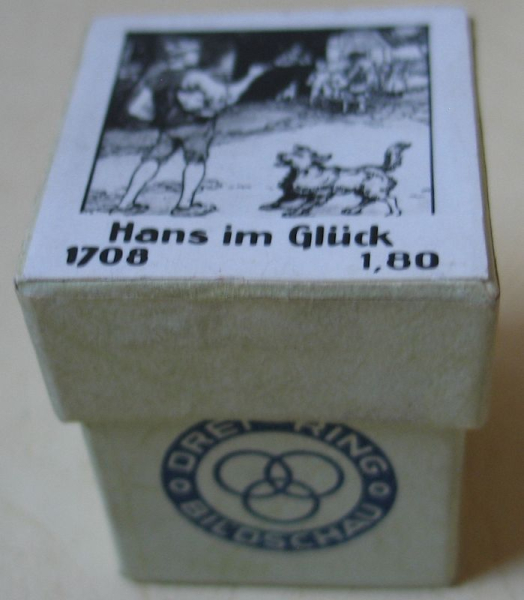 Hans im Glück
1708 1,80
DREI RING
BILDSCHAU